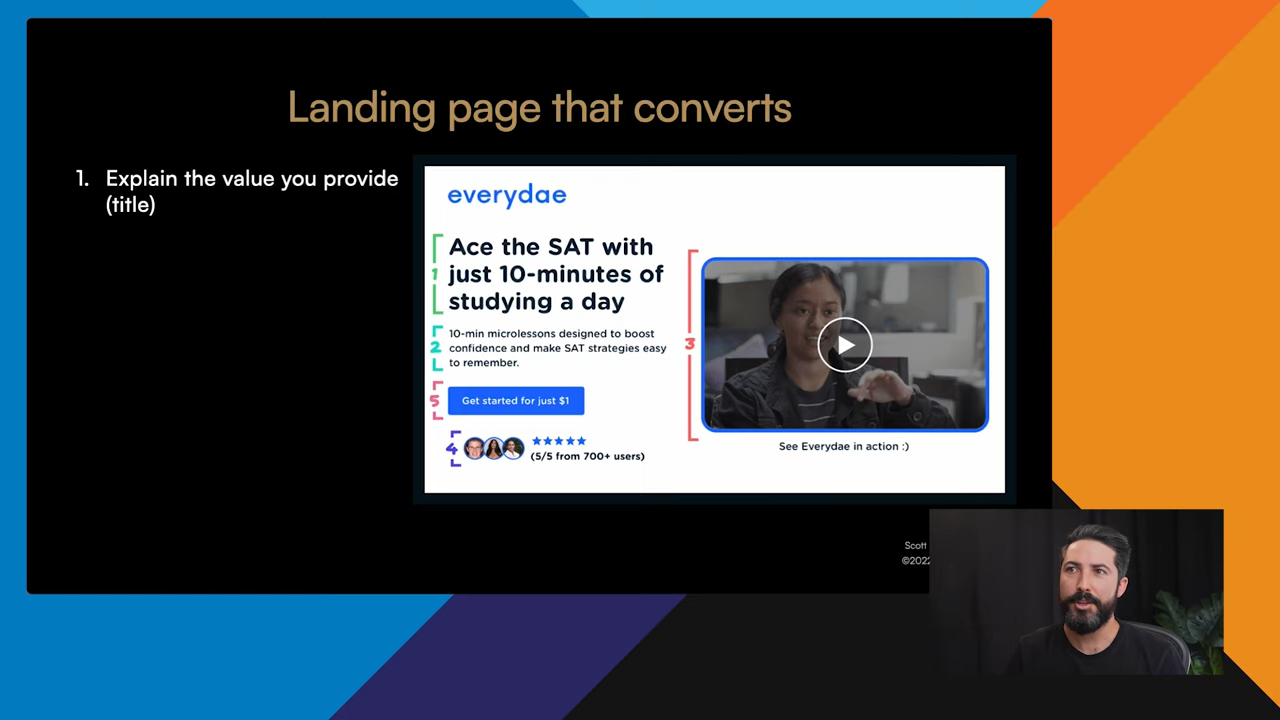 Landing page that converts
1. Explain the value you provide
(title)
everydae
1
Ace the SAT with
just 10-minutes of
studying a day
2
10-min microlessons designed to boost
confidence and make SAT strategies easy
to remember.
5
Get started for just $1
4
(5/5 from 700+ users)
3
See Everydae in action :)
Scott
©2022